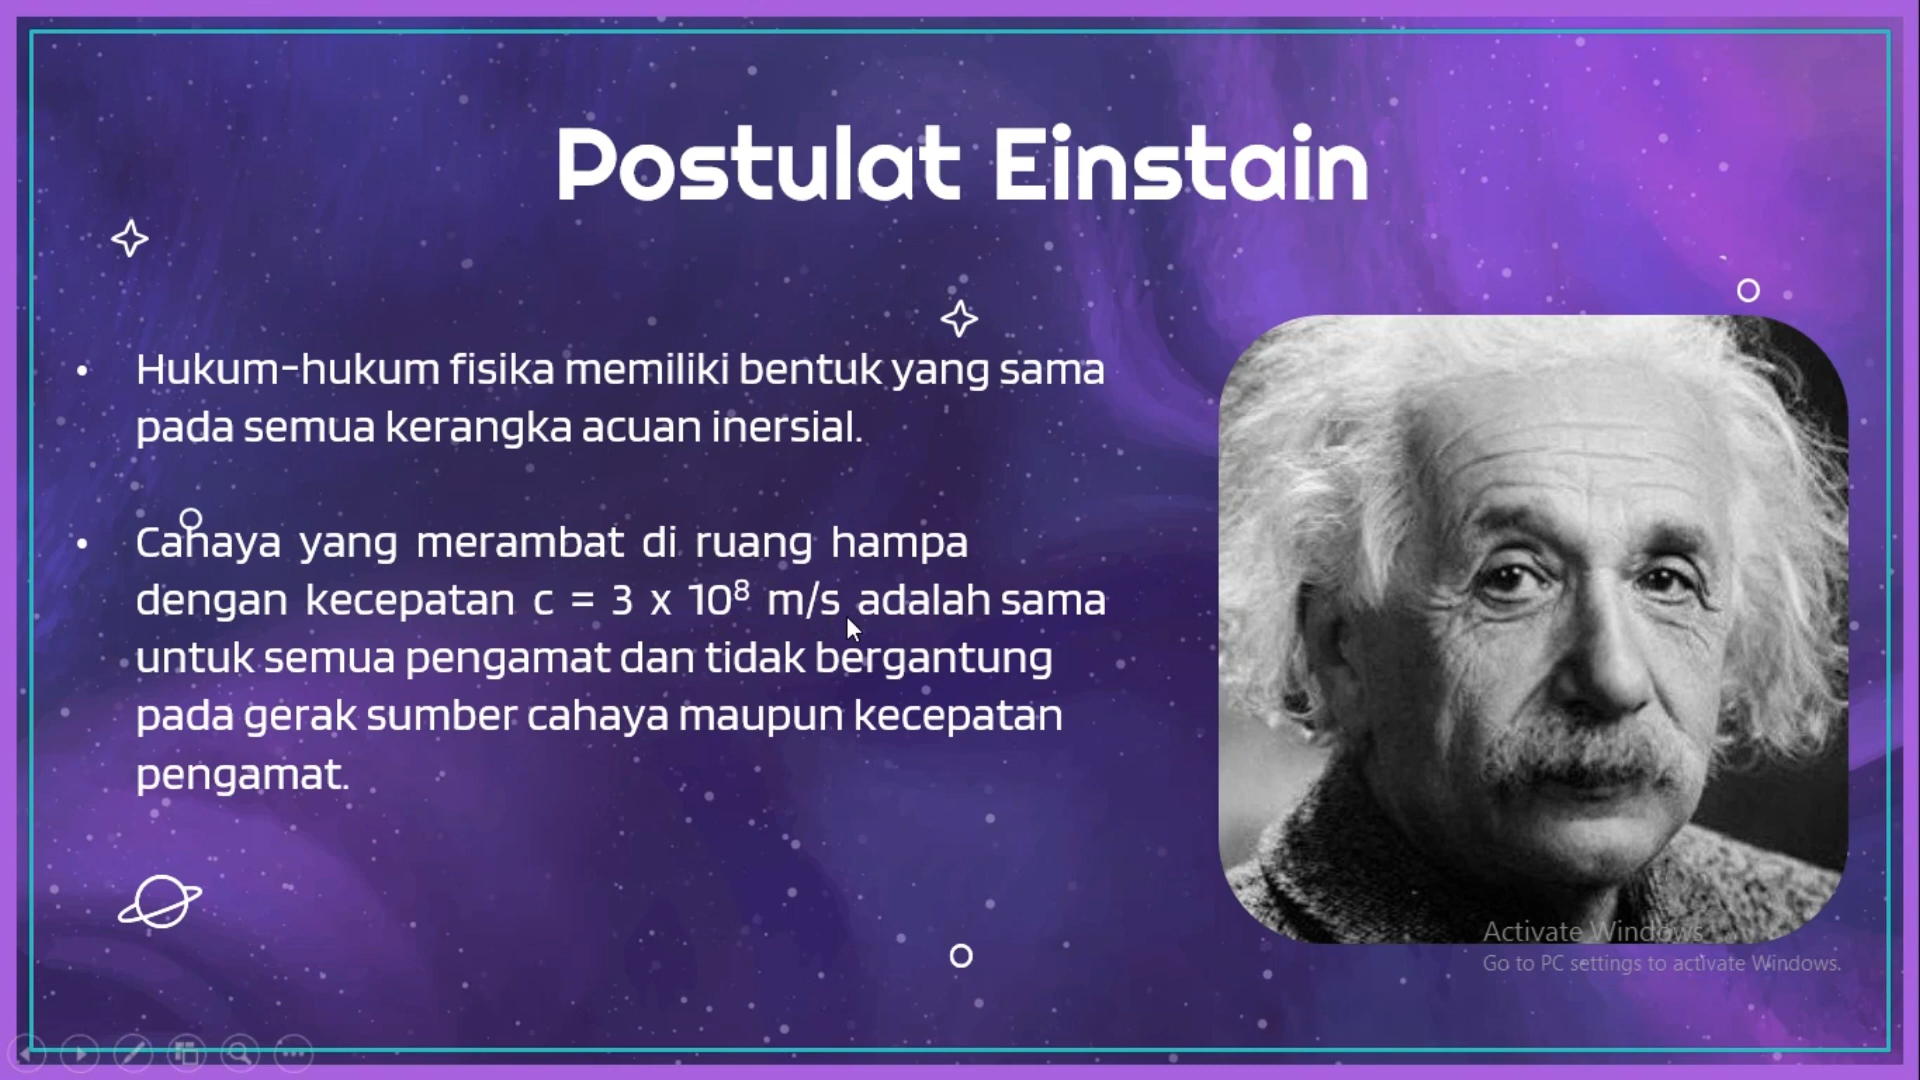 Postulat Einstain
• Hukum-hukum fisika memiliki bentuk yang sama
pada semua kerangka acuan inersial.
• Cahaya yang merambat di ruang hampa
dengan kecepatan c = 3 x 10⁸ m/s adalah sama
untuk semua pengamat dan tidak bergantung
pada gerak sumber cahaya maupun kecepatan
pengamat.
Activate Windows
Go to PC settings to activate Windows.